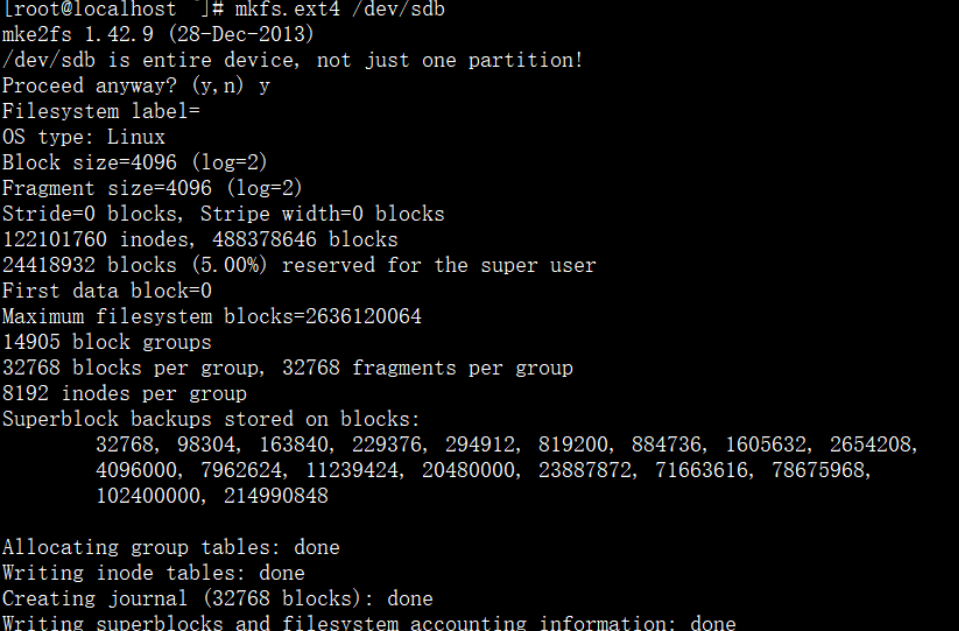 [root@localhost ~]# mkfs.ext4 /dev/sdb
mke2fs 1.42.9 (28-Dec-2013)
/dev/sdb is entire device, not just one partition!
Proceed anyway? (y,n) y
Filesystem label=
OS type: Linux
Block size=4096 (log=2)
Fragment size=4096 (log=2)
Stride=0 blocks, Stripe width=0 blocks
122101760 inodes, 488378646 blocks
24418932 blocks (5.00%) reserved for the super user
First data block=0
Maximum filesystem blocks=2636120064
14905 block groups
32768 blocks per group, 32768 fragments per group
8192 inodes per group
Superblock backups stored on blocks:
32768, 98304, 163840, 229376, 294912, 819200, 884736, 1605632, 2654208,
4096000, 7962624, 11239424, 20480000, 23887872, 71663616, 78675968,
102400000, 214990848
Allocating group tables: done
Writing inode tables: done
Creating journal (32768 blocks): done
Writing superblocks and filesystem accounting information: done